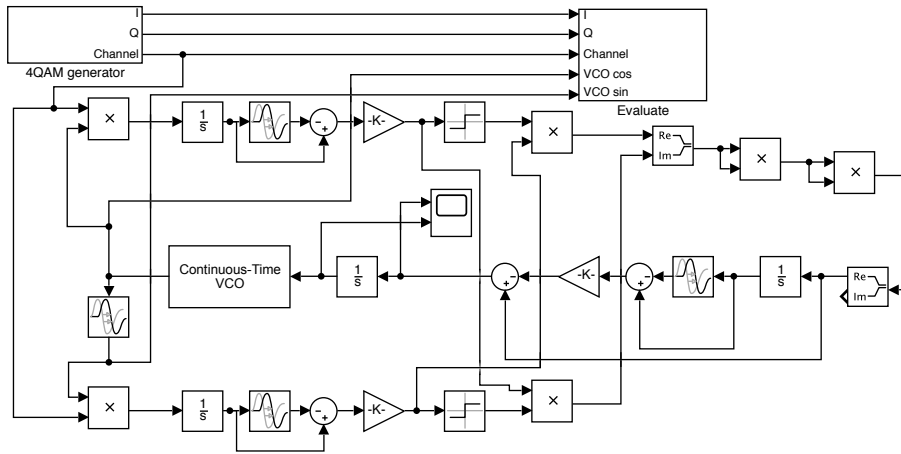 I
Q
Channel
4QAM generator
I
Q
Channel
VCO cos
VCO sin
Evaluate
×
1
s
-
+
-K-
×
Re
Im
×
×
Continuous-Time
VCO
1
s
-
+
-K-
-
+
1
s
Re
Im
×
1
s
-
+
-K-
×